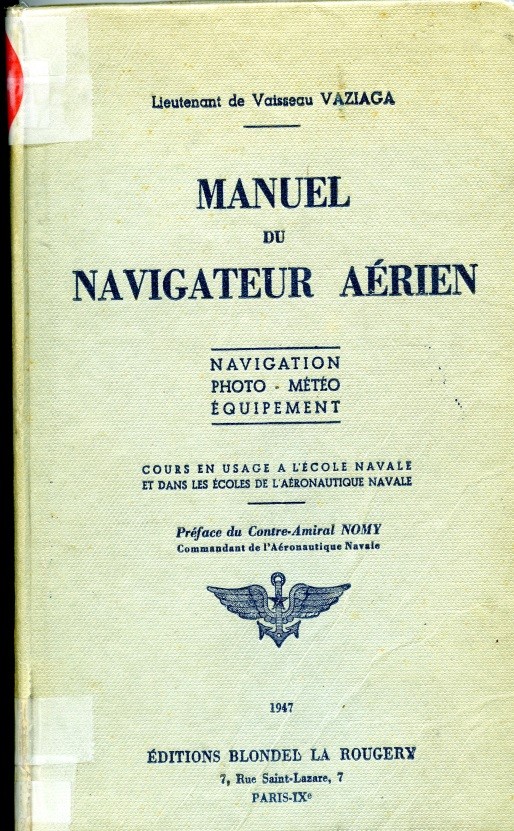 Lieutenant de Vaisseau VAZIAGA
MANUEL
DU
NAVIGATEUR AÉRIEN
NAVIGATION
PHOTO - MÉTÉO
ÉQUIPEMENT
COURS EN USAGE A L'ÉCOLE NAVALE
ET DANS LES ÉCOLES DE L'AÉRONAUTIQUE NAVALE
Préface du Contre-Amiral NOMY
Commandant de l'Aéronautique Navale
1947
ÉDITIONS BLONDEL LA ROUGERY
7, Rue Saint-Lazare, 7
PARIS-IXe